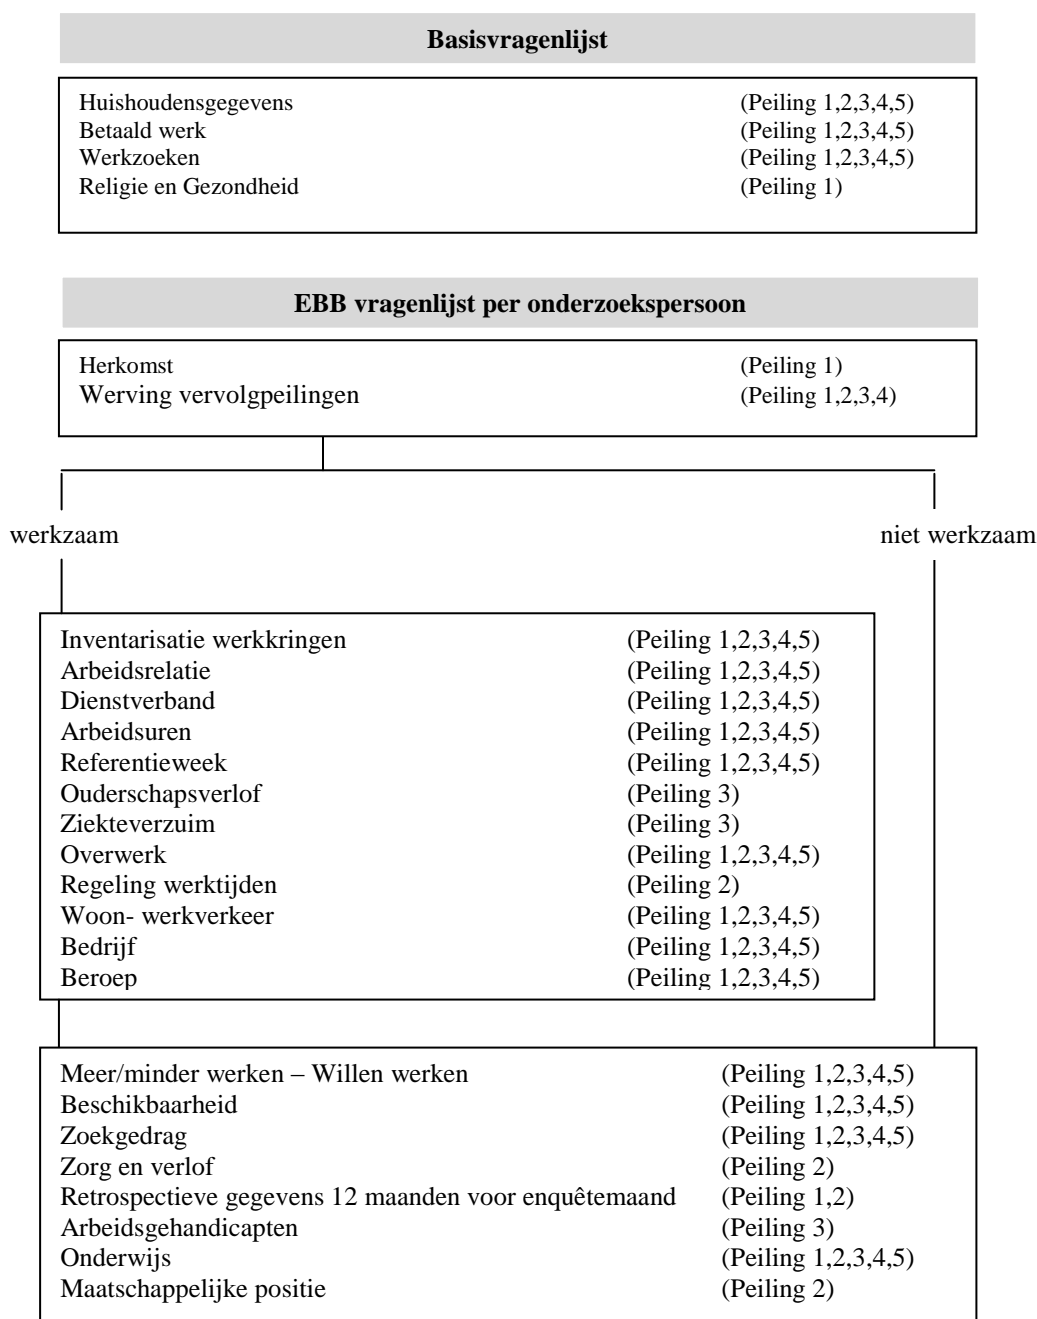 Basisvragenlijst
Huishoudensgegevens (Peiling 1,2,3,4,5)
Betaald werk (Peiling 1,2,3,4,5)
Werkzoeken (Peiling 1,2,3,4,5)
Religie en Gezondheid (Peiling 1)
EBB vragenlijst per onderzoekspersoon
Herkomst (Peiling 1)
Werving vervolgpeilingen (Peiling 1,2,3,4)
werkzaam niet werkzaam
Inventarisatie werkkringen (Peiling 1,2,3,4,5)
Arbeidsrelatie (Peiling 1,2,3,4,5)
Dienstverband (Peiling 1,2,3,4,5)
Arbeidsuren (Peiling 1,2,3,4,5)
Referentieweek (Peiling 1,2,3,4,5)
Ouderschapsverlof (Peiling 3)
Ziekteverzuim (Peiling 3)
Overwerk (Peiling 1,2,3,4,5)
Regeling werktijden (Peiling 2)
Woon- werkverkeer (Peiling 1,2,3,4,5)
Bedrijf (Peiling 1,2,3,4,5)
Beroep (Peiling 1,2,3,4,5)
Meer/minder werken – Willen werken (Peiling 1,2,3,4,5)
Beschikbaarheid (Peiling 1,2,3,4,5)
Zoekgedrag (Peiling 1,2,3,4,5)
Zorg en verlof (Peiling 2)
Retrospectieve gegevens 12 maanden voor enquêtemaand (Peiling 1,2)
Arbeidsgehandicapten (Peiling 3)
Onderwijs (Peiling 1,2,3,4,5)
Maatschappelijke positie (Peiling 2)